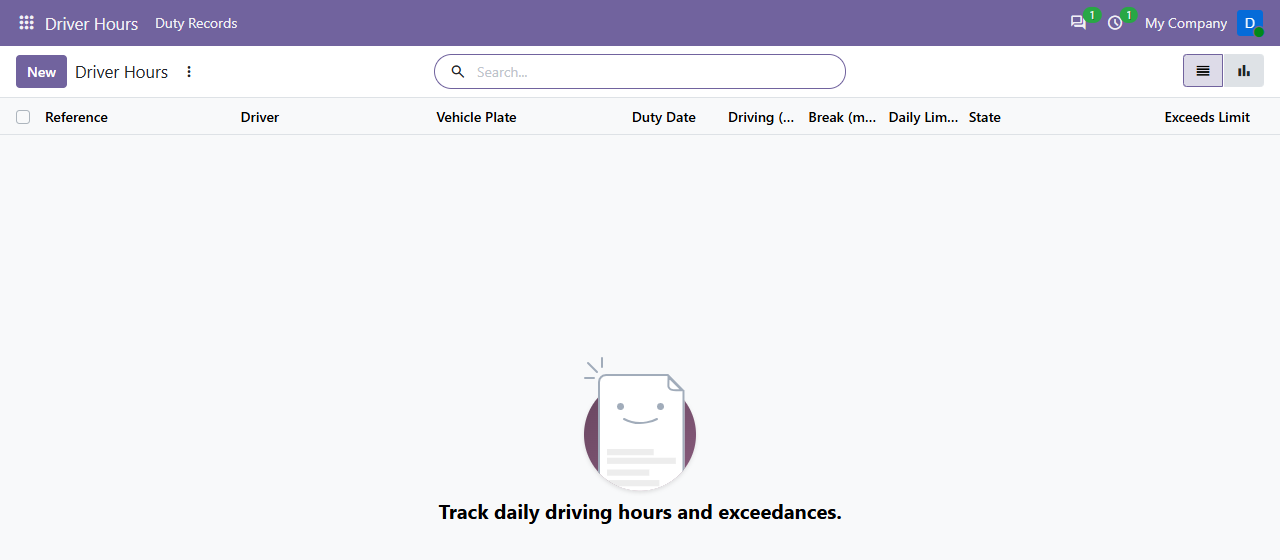 Driver Hours Duty Records 1 1 My Company D
New Driver Hours Search...
Reference Driver Vehicle Plate Duty Date Driving (... Break (m... Daily Lim... State Exceeds Limit
Track daily driving hours and exceedances.